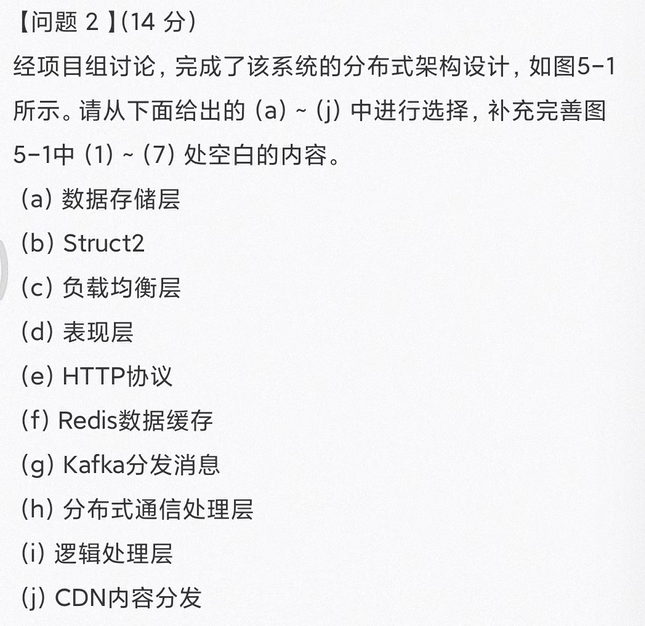 【问题 2 】(14 分)
经项目组讨论, 完成了该系统的分布式架构设计, 如图5-1
所示。请从下面给出的 (a) ~ (j) 中进行选择, 补充完善图
5-1中 (1) ~ (7) 处空白的内容。
(a) 数据存储层
(b) Struct2
(c) 负载均衡层
(d) 表现层
(e) HTTP协议
(f) Redis数据缓存
(g) Kafka分发消息
(h) 分布式通信处理层
(i) 逻辑处理层
(j) CDN内容分发